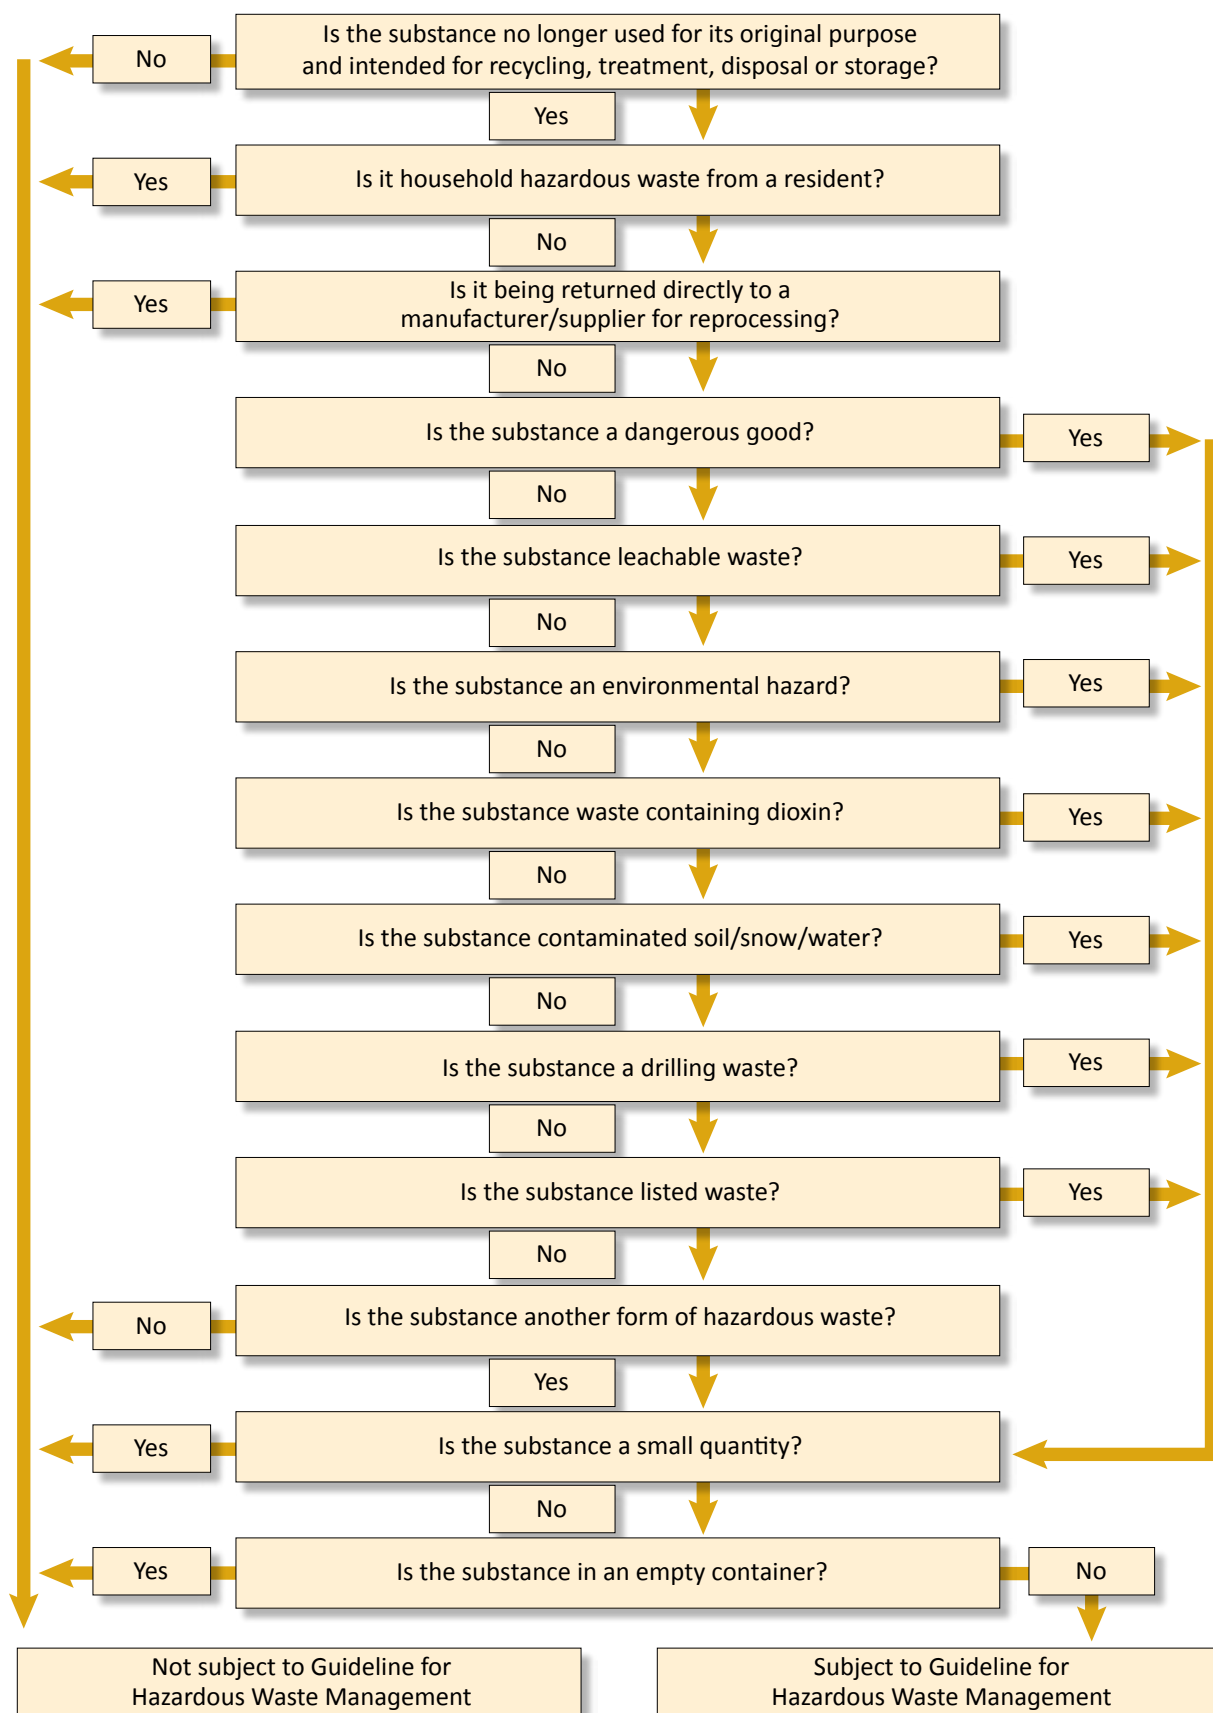 Is the substance no longer used for its original purpose
and intended for recycling, treatment, disposal or storage?
No
Yes
Is it household hazardous waste from a resident?
Yes
No
Is it being returned directly to a
manufacturer/supplier for reprocessing?
Yes
No
Is the substance a dangerous good?
Yes
No
Is the substance leachable waste?
Yes
No
Is the substance an environmental hazard?
Yes
No
Is the substance waste containing dioxin?
Yes
No
Is the substance contaminated soil/snow/water?
Yes
No
Is the substance a drilling waste?
Yes
No
Is the substance listed waste?
Yes
No
Is the substance another form of hazardous waste?
No
Yes
Is the substance a small quantity?
Yes
No
Is the substance in an empty container?
Yes
No
Not subject to Guideline for
Hazardous Waste Management
Subject to Guideline for
Hazardous Waste Management